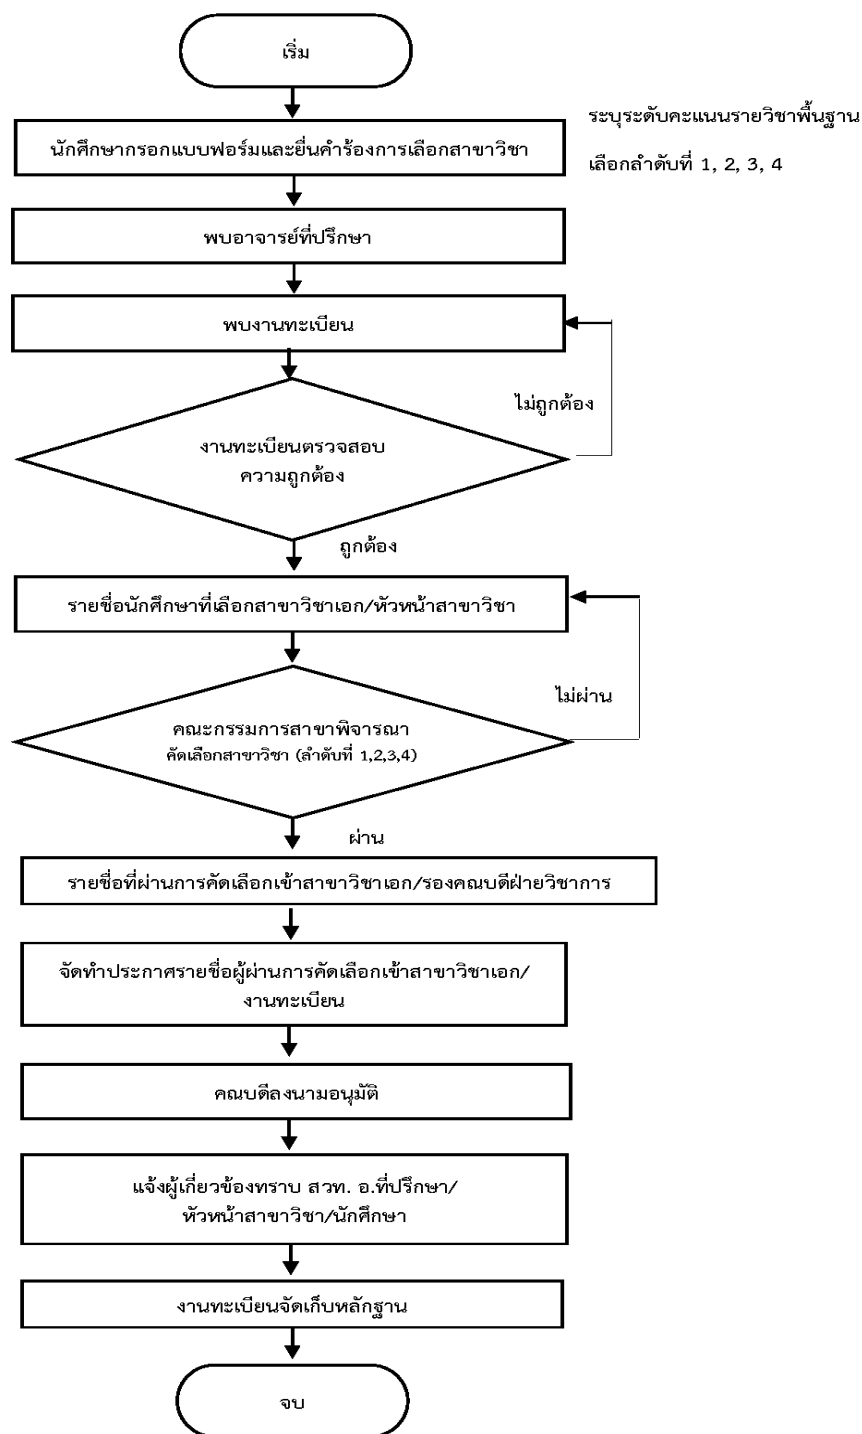 เริ่ม
นักศึกษากรอกแบบฟอร์มและยื่นคำร้องการเลือกสาขาวิชา
ระบุระดับคะแนนรายวิชาพื้นฐาน
เลือกลำดับที่ 1, 2, 3, 4
พบอาจารย์ที่ปรึกษา
พบงานทะเบียน
ไม่ถูกต้อง
งานทะเบียนตรวจสอบ
ความถูกต้อง
ถูกต้อง
รายชื่อนักศึกษาที่เลือกสาขาวิชาเอก/หัวหน้าสาขาวิชา
ไม่ผ่าน
คณะกรรมการสาขาพิจารณา
คัดเลือกสาขาวิชา (ลำดับที่ 1,2,3,4)
ผ่าน
รายชื่อที่ผ่านการคัดเลือกเข้าสาขาวิชาเอก/รองคณบดีฝ่ายวิชาการ
จัดทำประกาศรายชื่อผู้ผ่านการคัดเลือกเข้าสาขาวิชาเอก/
งานทะเบียน
คณบดีลงนามอนุมัติ
แจ้งผู้เกี่ยวข้องทราบ สวท. อ.ที่ปรึกษา/
หัวหน้าสาขาวิชา/นักศึกษา
งานทะเบียนจัดเก็บหลักฐาน
จบ